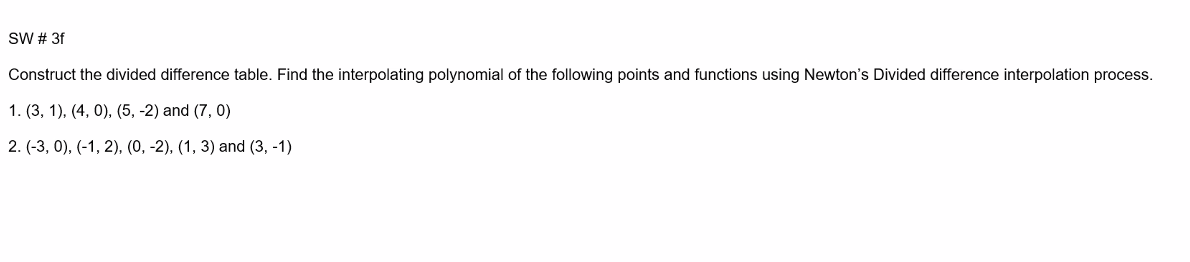 SW # 3f
Construct the divided difference table. Find the interpolating polynomial of the following points and functions using Newton's Divided difference interpolation process.
1. (3, 1), (4, 0), (5, -2) and (7, 0)
2. (-3, 0), (-1, 2), (0, -2), (1, 3) and (3, -1)